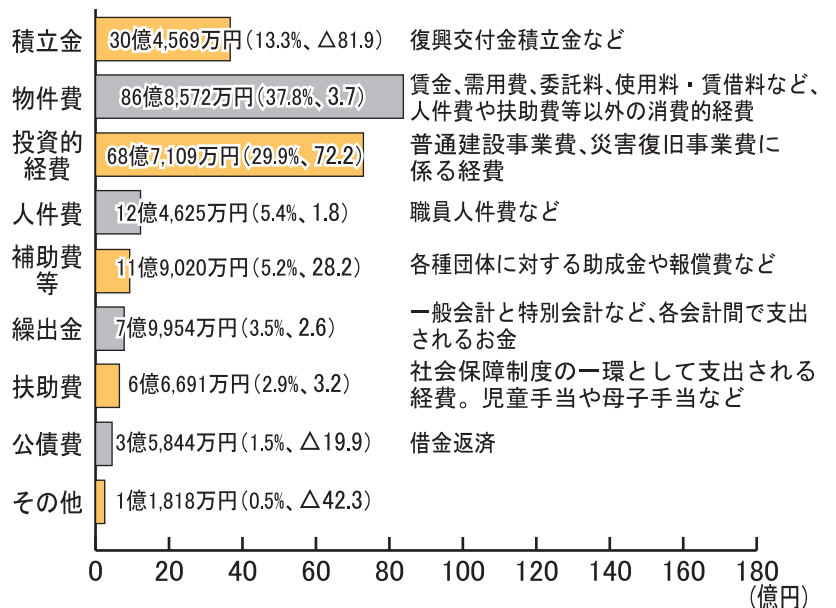 積立金
30億4,569万円(13.3%、△81.9)
復興交付金積立金など
物件費
86億8,572万円(37.8%、3.7)
賃金、需用費、委託料、使用料・賃借料など、
人件費や扶助費等以外の消費的経費
投資的
経費
68億7,109万円(29.9%、72.2)
普通建設事業費、災害復旧事業費に
係る経費
人件費
12億4,625万円(5.4%、1.8)
職員人件費など
補助費
等
11億9,020万円(5.2%、28.2)
各種団体に対する助成金や報償費など
繰出金
7億9,954万円(3.5%、2.6)
一般会計と特別会計など、各会計間で支出
されるお金
扶助費
6億6,691万円(2.9%、3.2)
社会保障制度の一環として支出される
経費。児童手当や母子手当など
公債費
3億5,844万円(1.5%、△19.9)
借金返済
その他
1億1,818万円(0.5%、△42.3)
0 20 40 60 80 100 120 140 160 180
(億円)